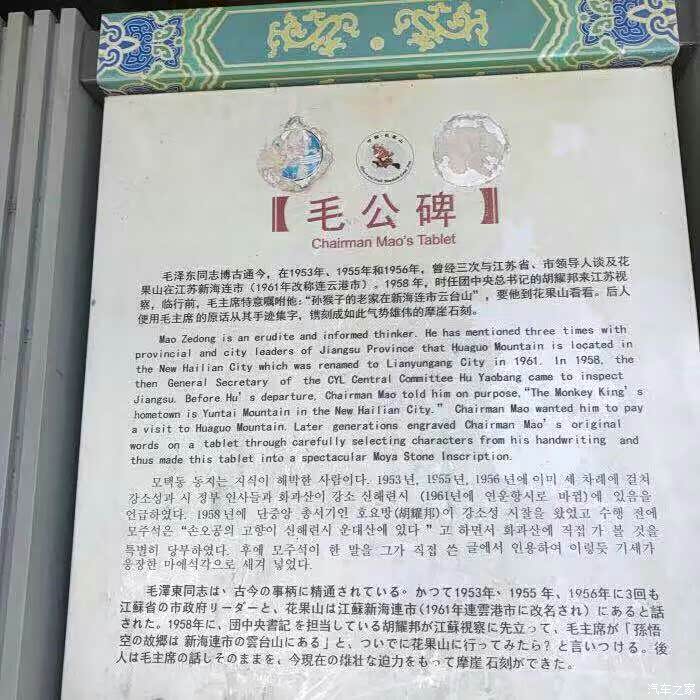 【毛公碑】
Chairman Mao's Tablet
毛泽东同志博古通今，在1953年、1955年和1956年，曾经三次与江苏省、市领导人谈及花
果山在江苏新海连市（1961年改称连云港市）。1958年，时任团中央总书记的胡耀邦来江苏视
察，临行前，毛主席特意嘱咐他：“孙猴子的老家在新海连市云台山”，要他到花果山看看。后人
便用毛主席的原话从其手迹集字，镌刻成如此气势雄伟的摩崖石刻。
Mao Zedong is an erudite and informed thinker. He has mentioned three times with
provincial and city leaders of Jiangsu Province that Huaguo Mountain is located in
the New Hailian City which was renamed to Lianyungang City in 1961. In 1958, the
then General Secretary of the CYL Central Committee Hu Yaobang came to inspect
Jiangsu. Before Hu's departure, Chairman Mao told him on purpose,“The Monkey King's
hometown is Yuntai Mountain in the New Hailian City.” Chairman Mao wanted him to pay
a visit to Huaguo Mountain. Later generations engraved Chairman Mao's original
words on a tablet through carefully selecting characters from his handwriting and
thus made this tablet into a spectacular Moya Stone Inscription.
모택동 동지는 지식이 해박한 사람이다. 1953년, 1955년, 1956년에 이미 세 차례에 걸쳐
강소성과 시 정부 인사들과 화과산이 강소 신해련시 (1961년에 연운항시로 바뀜) 에 있음을
언급하였다. 1958년에 단중앙 총서기인 호요방(胡耀邦)이 강소성 시찰을 왔었고 수행 전에
모주석은 “손오공의 고향이 신해련시 운대산에 있다” 고 하면서 화과산에 직접 가 볼 것을
특별히 당부하였다. 후에 모주석이 한 말을 그가 직접 쓴 글에서 인용하여 이렇듯 기세가
웅장한 마애석각으로 새겨 넣었다.
毛澤東同志は、古今の事柄に精通されている。かつて1953年、1955年、1956年に3回も
江蘇省の市政府リーダーと、花果山は江蘇新海連市(1961年連雲港市に改名され)にあると話
された。1958年に、団中央書記を担当している胡耀邦が江蘇視察に先立って、毛主席が「孫悟
空の故郷は新海連市の雲台山にある」と、ついでに花果山に行ってみたら？と言いつける。後
人は毛主席の話しそのままを、今現在の雄壮な迫力をもって摩崖石刻ができた。
汽车之家